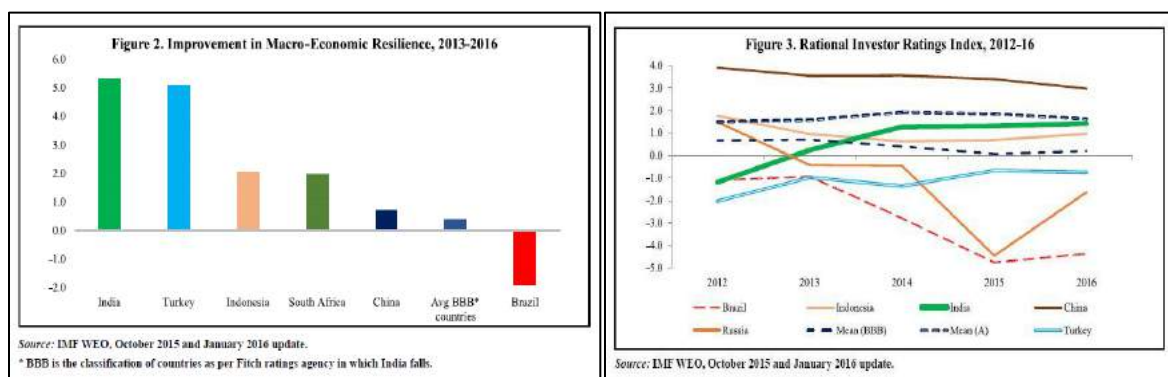 Figure 2. Improvement in Macro-Economic Resilience, 2013-2016
6.0
5.0
4.0
3.0
2.0
1.0
0.0
-1.0
-2.0
India Turkey Indonesia South Africa China Avg BBB* Brazil
countries
Source: IMF WEO, October 2015 and January 2016 update.
* BBB is the classification of countries as per Fitch ratings agency in which India falls.
Figure 3. Rational Investor Ratings Index, 2012-16
4.0
3.0
2.0
1.0
0.0
-1.0
-2.0
-3.0
-4.0
-5.0
2012 2013 2014 2015 2016
Brazil Indonesia India China
Russia Mean (BBB) Mean (A) Turkey
Source: IMF WEO, October 2015 and January 2016 update.